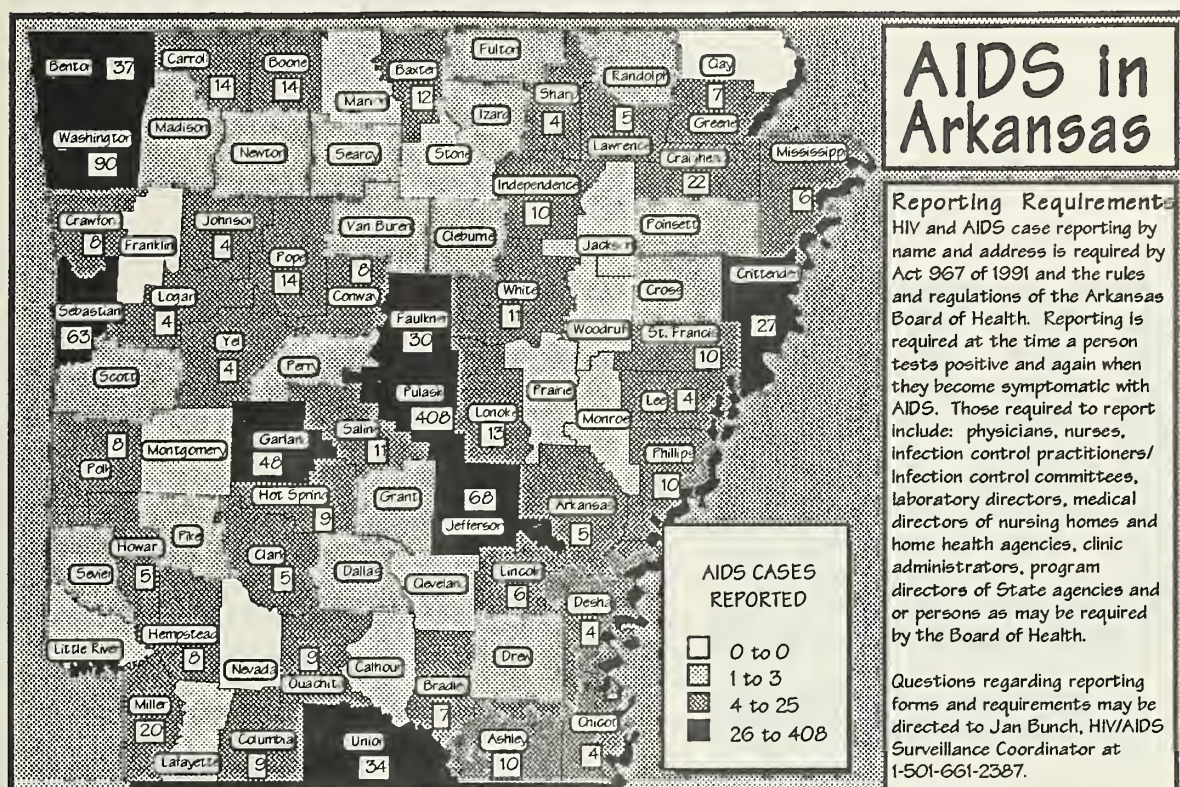 AIDS in
Arkansas
Reporting Requirements
HIV and AIDS case reporting by
name and address is required by
Act 967 of 1991 and the rules
and regulations of the Arkansas
Board of Health. Reporting is
required at the time a person
tests positive and again when
they become symptomatic with
AIDS. Those required to report
include: physicians, nurses,
infection control practitioners/
infection control committees,
laboratory directors, medical
directors of nursing homes and
home health agencies, clinic
administrators, program
directors of State agencies and
or persons as may be required
by the Board of Health.
Questions regarding reporting
forms and requirements may be
directed to Jan Bunch, HIV/AIDS
Surveillance Coordinator at
1-501-661-2387.
Benton 37
Carrol
14
Boone
14
Marion
Baxter
12
Fulton
Izard
Sharp
4
Randolph
5
Lawrence
Clay
7
Greene
Craighead
22
Mississipp
6
Washington
90
Madison
Newton
Searcy
Stone
Independence
10
Crawfor
8
Franklin
Johnson
4
Pope
14
Van Buren
8
Conway
Cleburne
White
11
Jackson
Poinsett
Cross
Crittenden
27
Sebastian
63
Logan
4
Yel
4
Perry
Faulkn
30
Pulaski
408
Lonoke
13
Prairie
Woodruf
St. Francis
10
Lee 4
Monroe
Phillips
10
Scott
8
Polk
Montgomery
Garlan
48
Salin
11
Hot Spring
9
Grant
68
Jefferson
Arkansas
5
Sevier
Howar
5
Pike
Clark
5
Dallas
Cleveland
Lincoln
6
Desha
4
Little River
Hempstead
8
Nevada
9
Ouachita
Calhoun
Bradley
7
Drew
Miller
20
Lafayette
Columbia
9
Union
34
Ashley
10
Chicot
4
AIDS CASES
REPORTED
0 to 0
1 to 3
4 to 25
26 to 408